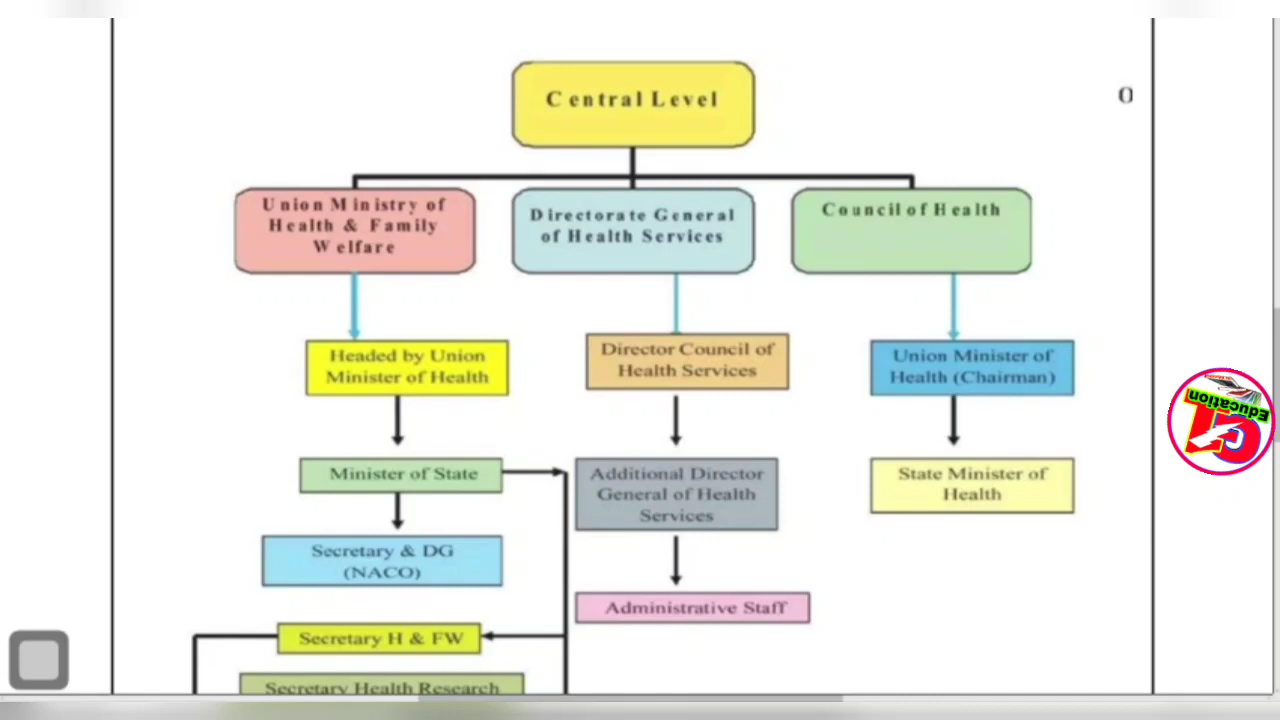 Central Level
0
Union Ministry of
Health & Family
Welfare
Directorate General
of Health Services
Council of Health
Headed by Union
Minister of Health
Director Council of
Health Services
Union Minister of
Health (Chairman)
Minister of State
Additional Director
General of Health
Services
State Minister of
Health
Secretary & DG
(NACO)
Administrative Staff
Secretary H & FW
Secretary Health Research
Education